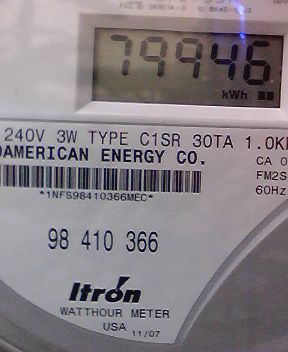 79946
kWh
240V 3W TYPE C1SR 30TA 1.0K
AMERICAN ENERGY CO.
CA 0
FM2S
60Hz
*1NFS98410366MEC*
98 410 366
Itron
WATTHOUR METER
USA 11/07